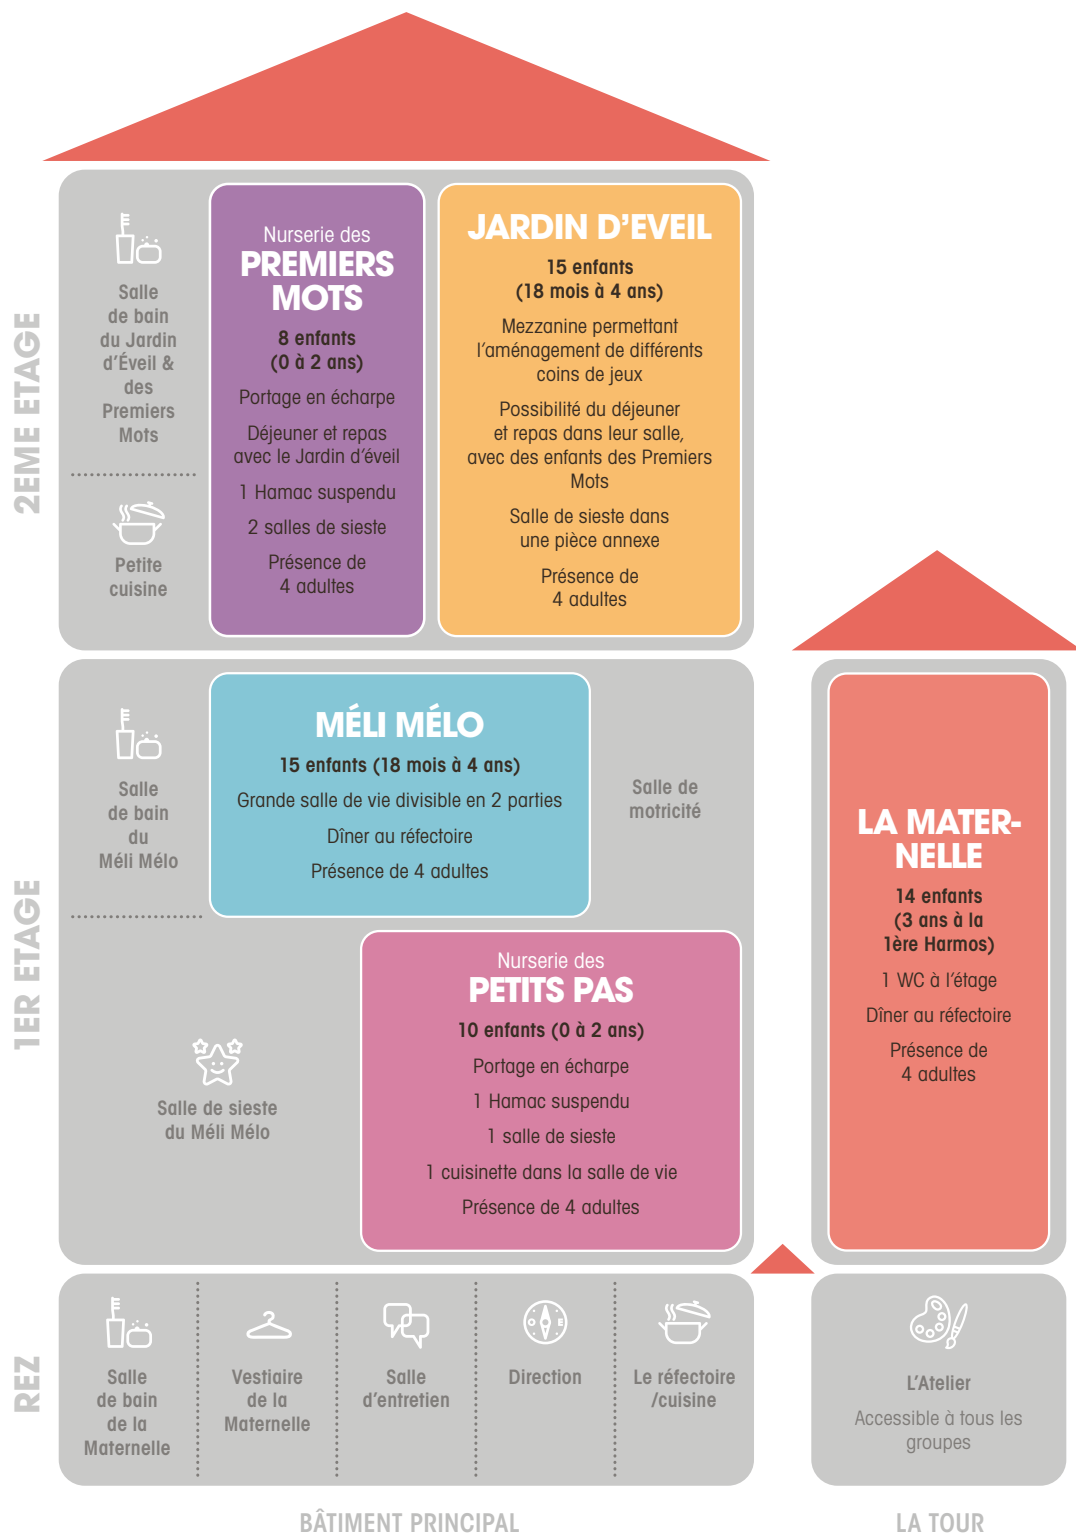 2EME ETAGE
Salle
de bain
du Jardin
d'Éveil &
des
Premiers
Mots
Petite
cuisine
Nurserie des
PREMIERS
MOTS
8 enfants
(0 à 2 ans)
Portage en écharpe
Déjeuner et repas
avec le Jardin d'éveil
1 Hamac suspendu
2 salles de sieste
Présence de
4 adultes
JARDIN D'EVEIL
15 enfants
(18 mois à 4 ans)
Mezzanine permettant
l'aménagement de différents
coins de jeux
Possibilité du déjeuner
et repas dans leur salle,
avec des enfants des Premiers
Mots
Salle de sieste dans
une pièce annexe
Présence de
4 adultes
1ER ETAGE
Salle
de bain
du
Méli Mélo
MÉLI MÉLO
15 enfants (18 mois à 4 ans)
Grande salle de vie divisible en 2 parties
Dîner au réfectoire
Présence de 4 adultes
Salle de
motricité
Salle de sieste
du Méli Mélo
Nurserie des
PETITS PAS
10 enfants (0 à 2 ans)
Portage en écharpe
1 Hamac suspendu
1 salle de sieste
1 cuisinette dans la salle de vie
Présence de 4 adultes
LA MATER-
NELLE
14 enfants
(3 ans à la
1ère Harmos)
1 WC à l'étage
Dîner au réfectoire
Présence de
4 adultes
REZ
Salle
de bain
de la
Maternelle
Vestiaire
de la
Maternelle
Salle
d'entretien
O E
Direction
Le réfectoire
/cuisine
L'Atelier
Accessible à tous les
groupes
BÂTIMENT PRINCIPAL
LA TOUR